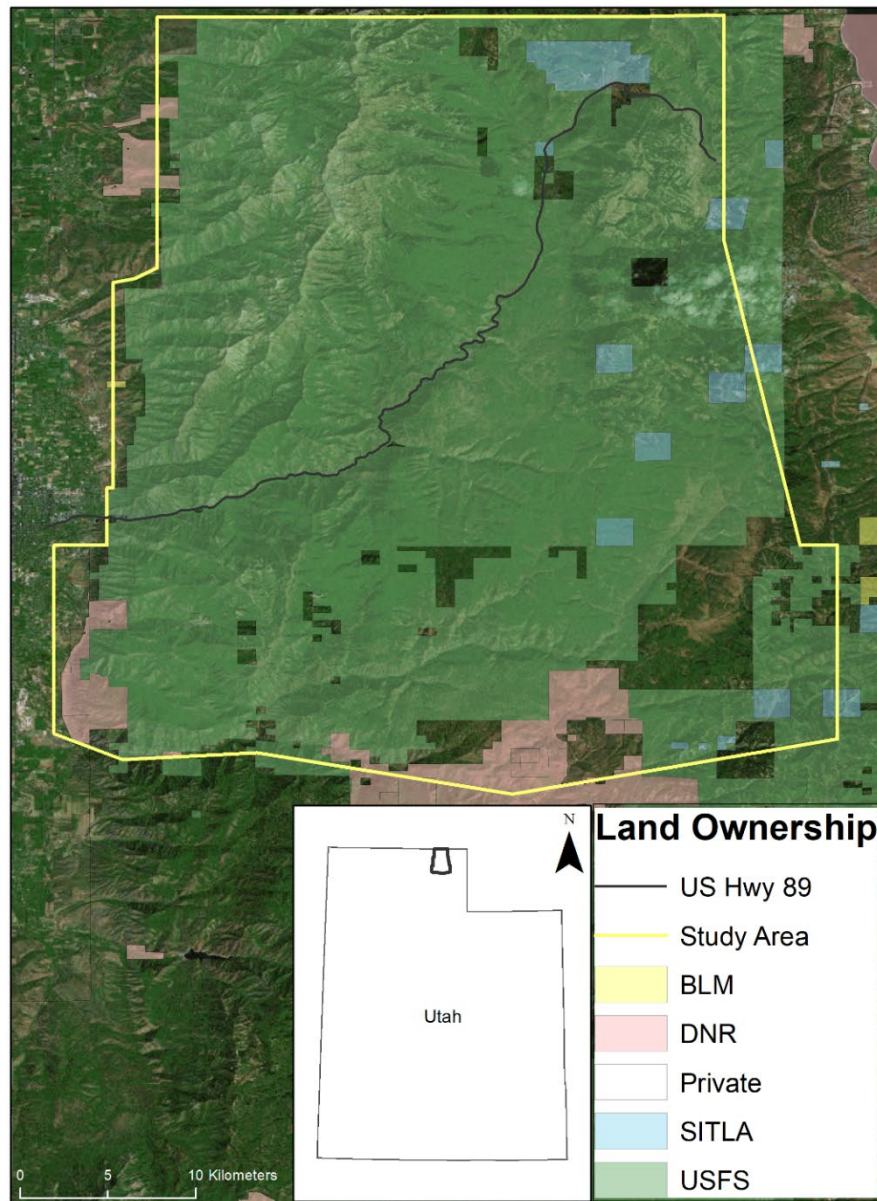 N
Land Ownership
US Hwy 89
Study Area
BLM
DNR
Private
SITLA
USFS
Utah
0 5 10 Kilometers